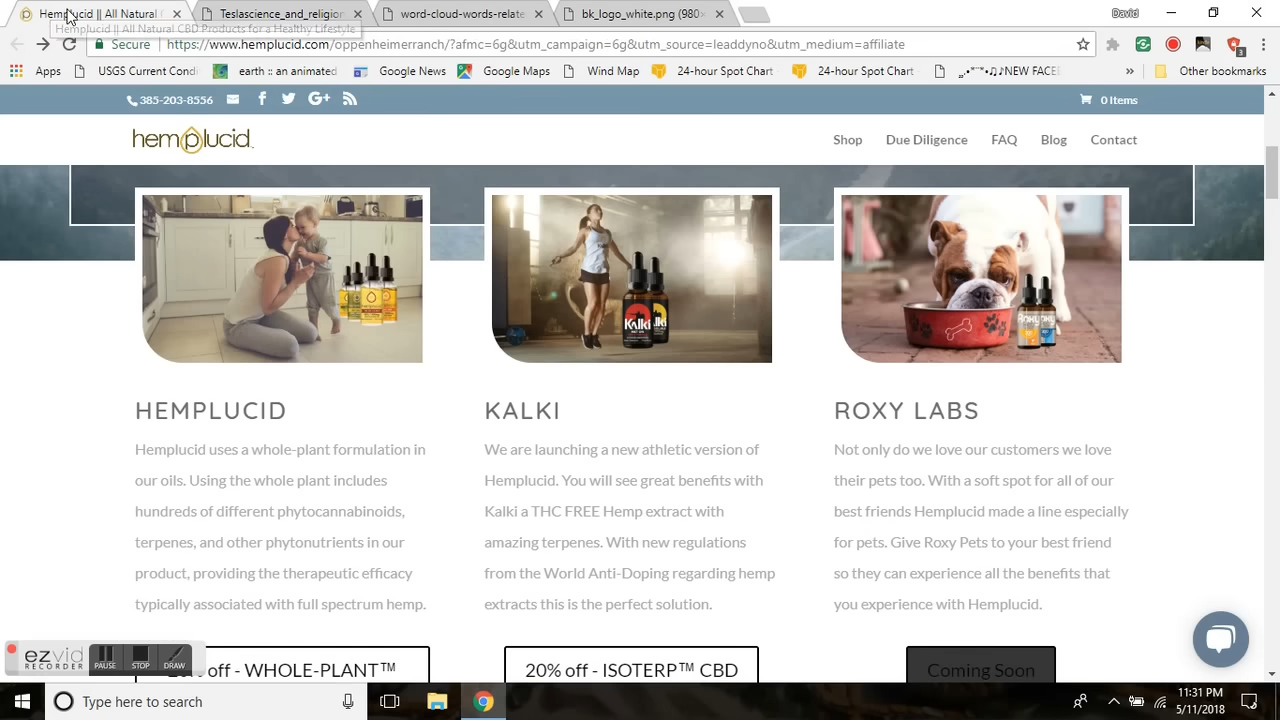 Hemplucid || All Natural
Teslascience_and_religion
word-cloud-words-relate
bk_logo_white.png (980×
David
Hemplucid || All Natural CBD Products for a Healthy Lifestyle
Secure
https://www.hemplucid.com/oppenheimerranch/?afmc=6g&utm_campaign=6g&utm_source=leaddyno&utm_medium=affiliate
3
Apps
USGS Current Condi
earth :: an animated
Google News
Google Maps
Wind Map
24-hour Spot Chart
24-hour Spot Chart
NEW FACE
»
Other bookmarks
385-203-8556
0 Items
hemplucid
Shop
Due Diligence
FAQ
Blog
Contact
Kalki
HEMPLUCID
Hemplucid uses a whole-plant formulation in
our oils. Using the whole plant includes
hundreds of different phytocannabinoids,
terpenes, and other phytonutrients in our
product, providing the therapeutic efficacy
typically associated with full spectrum hemp.
off - WHOLE-PLANT™
KALKI
We are launching a new athletic version of
Hemplucid. You will see great benefits with
Kalki a THC FREE Hemp extract with
amazing terpenes. With new regulations
from the World Anti-Doping regarding hemp
extracts this is the perfect solution.
20% off - ISOTERP™ CBD
ROXY LABS
Not only do we love our customers we love
their pets too. With a soft spot for all of our
best friends Hemplucid made a line especially
for pets. Give Roxy Pets to your best friend
so they can experience all the benefits that
you experience with Hemplucid.
Coming Soon
ezvid
RECORDER
PAUSE
STOP
DRAW
Type here to search
11:31 PM
5/11/2018